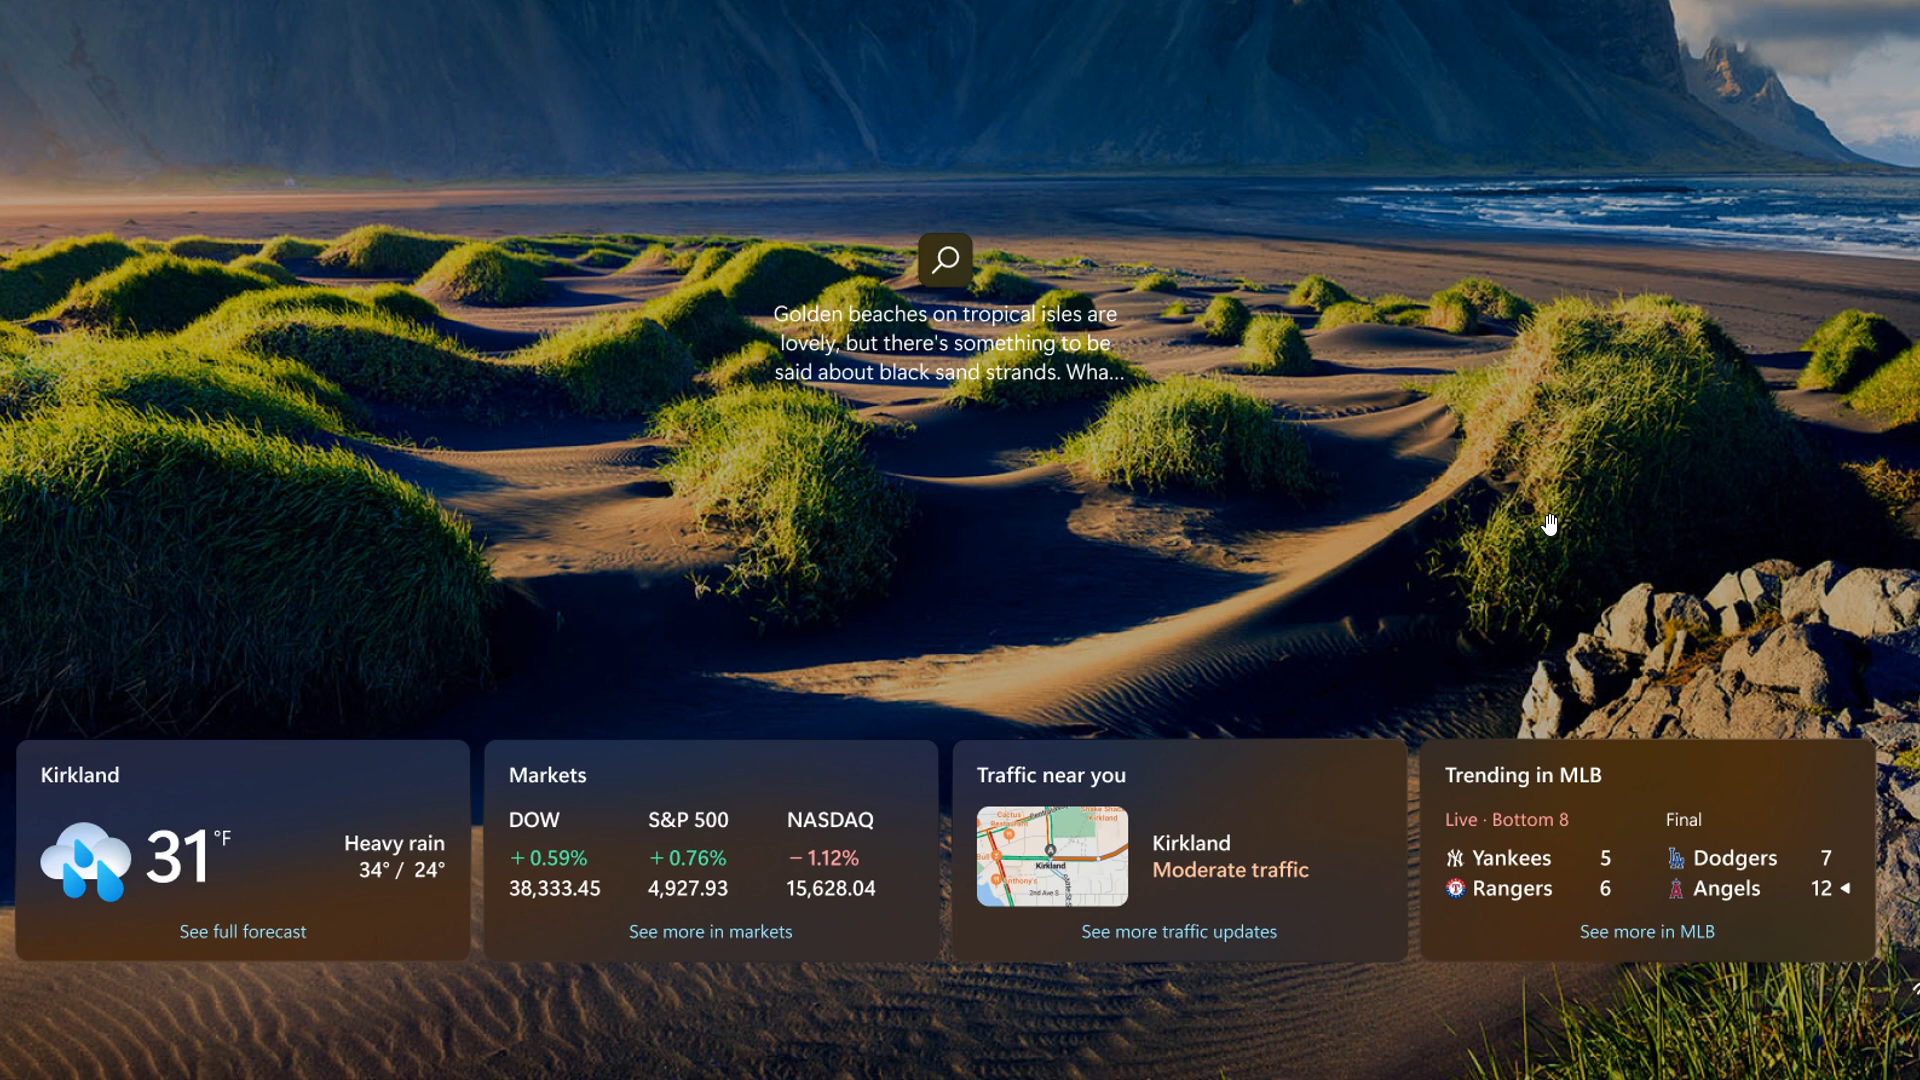 Golden beaches on tropical isles are
lovely, but there's something to be
said about black sand strands. Wha...
Kirkland
31 °F
Heavy rain
34° / 24°
See full forecast
Markets
DOW S&P 500 NASDAQ
+0.59% +0.76% −1.12%
38,333.45 4,927.93 15,628.04
See more in markets
Traffic near you
Cactus
Kirkland
Kirkland
2nd Ave S
Kirkland
Moderate traffic
See more traffic updates
Trending in MLB
Live · Bottom 8 Final
Yankees 5 Dodgers 7
Rangers 6 Angels 12
See more in MLB